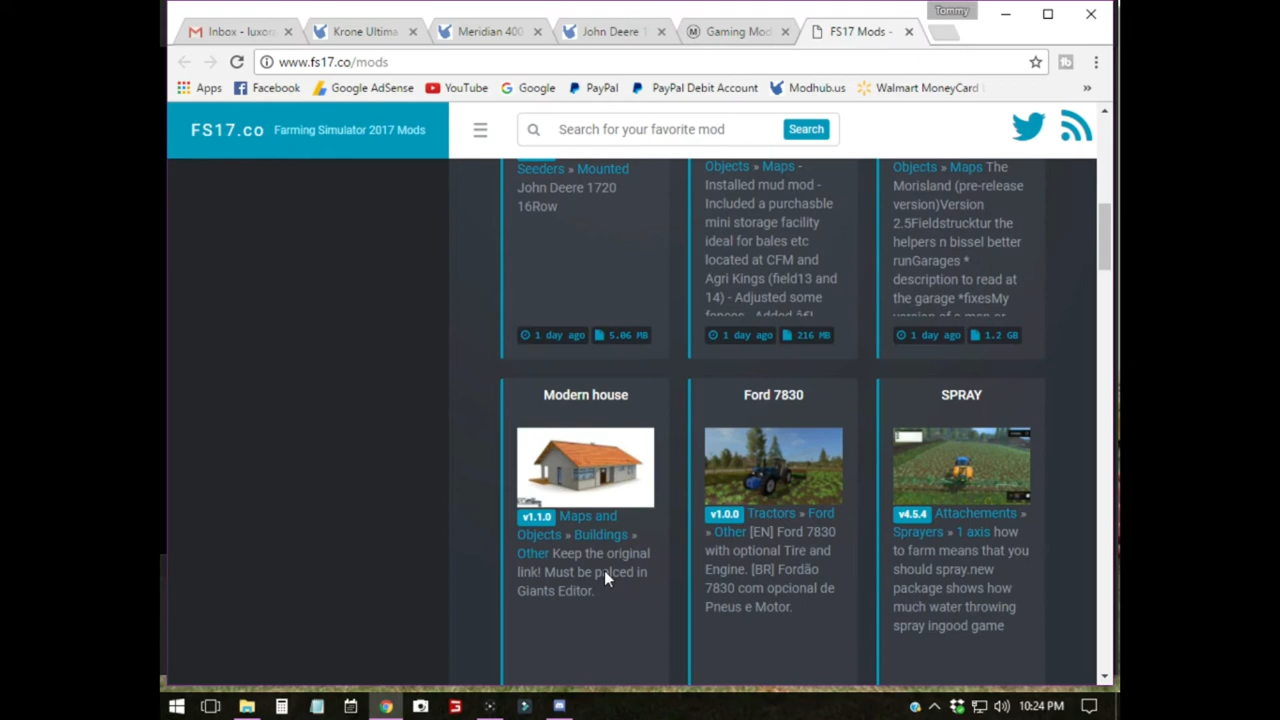 Tommy
Inbox - luxor
Krone Ultima
Meridian 400
John Deere 1
Gaming Mod
FS17 Mods -
www.fs17.co/mods
Apps
Facebook
Google AdSense
YouTube
Google
PayPal
PayPal Debit Account
Modhub.us
Walmart MoneyCard
»
FS17.co Farming Simulator 2017 Mods
Search for your favorite mod
Search
Seeders » Mounted
John Deere 1720
16Row
1 day ago
5.06 MB
Objects » Maps -
Installed mud mod -
Included a purchasble
mini storage facility
ideal for bales etc
located at CFM and
Agri Kings (field13 and
14) - Adjusted some
fences - Added â€¦
1 day ago
216 MB
Objects » Maps The
Morisland (pre-release
version)Version
2.5Fieldstrucktur the
helpers n bissel better
runGarages *
description to read at
the garage *fixesMy
version of a map or
1 day ago
1.2 GB
Modern house
v1.1.0 Maps and
Objects » Buildings »
Other Keep the original
link! Must be palced in
Giants Editor.
Ford 7830
v1.0.0 Tractors » Ford
» Other [EN] Ford 7830
with optional Tire and
Engine. [BR] Fordão
7830 com opcional de
Pneus e Motor.
SPRAY
v4.5.4 Attachements »
Sprayers » 1 axis how
to farm means that you
should spray.new
package shows how
much water throwing
spray ingood game
10:24 PM